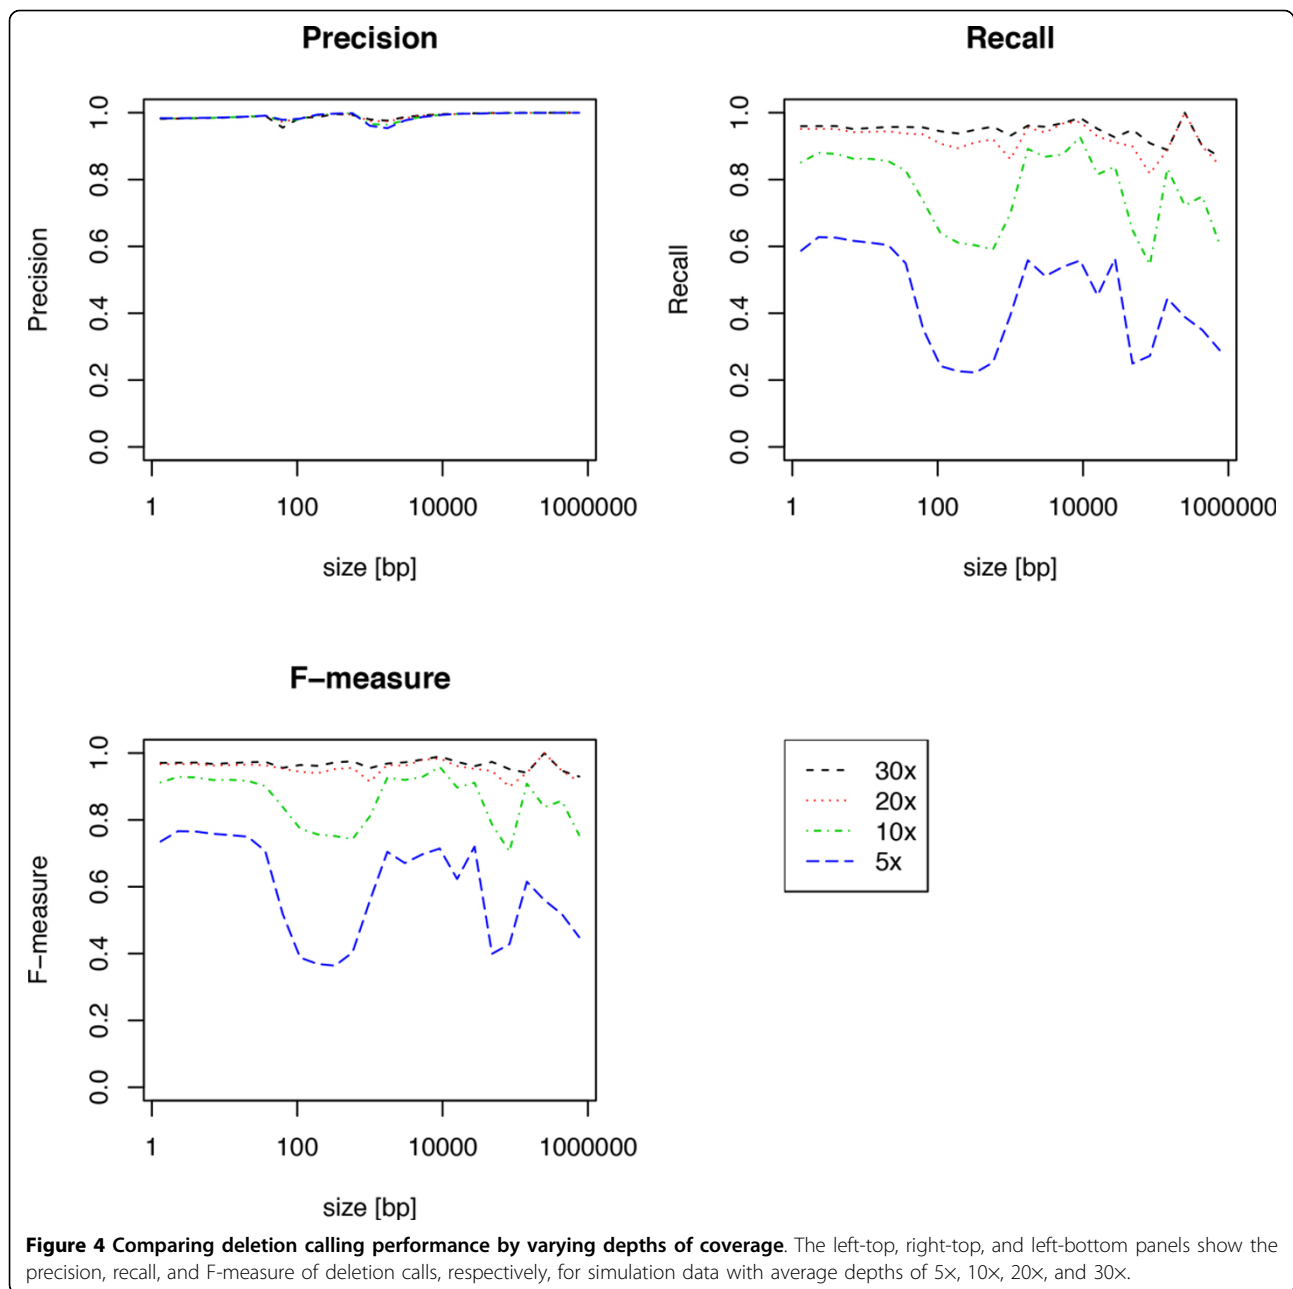 Precision
Precision
0.0 0.2 0.4 0.6 0.8 1.0
1 100 10000 1000000
size [bp]
Recall
Recall
0.0 0.2 0.4 0.6 0.8 1.0
1 100 10000 1000000
size [bp]
F−measure
F−measure
0.0 0.2 0.4 0.6 0.8 1.0
1 100 10000 1000000
size [bp]
30x
20x
10x
5x
Figure 4 Comparing deletion calling performance by varying depths of coverage. The left-top, right-top, and left-bottom panels show the
precision, recall, and F-measure of deletion calls, respectively, for simulation data with average depths of 5×, 10×, 20×, and 30×.